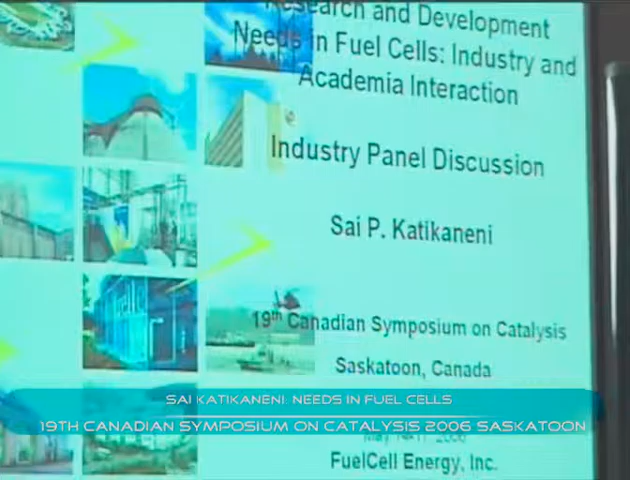 Research and Development
Needs in Fuel Cells: Industry and
Academia Interaction
Industry Panel Discussion
Sai P. Katikaneni
19th Canadian Symposium on Catalysis
Saskatoon, Canada
SAI KATIKANENI: NEEDS IN FUEL CELLS
19TH CANADIAN SYMPOSIUM ON CATALYSIS 2006 SASKATOON
FuelCell Energy, Inc.